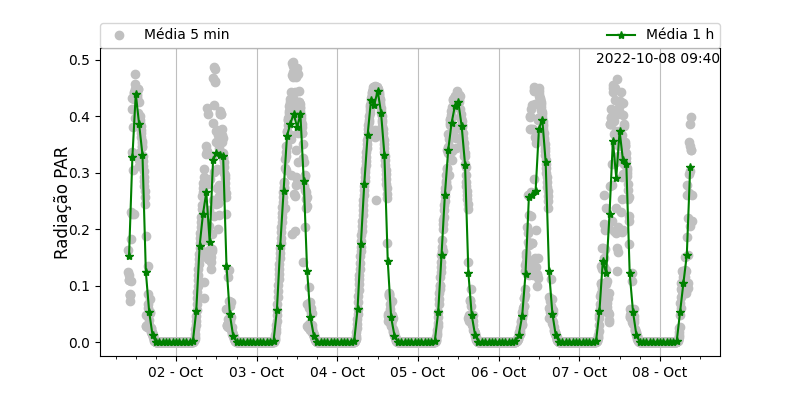 Média 5 min
Média 1 h
2022-10-08 09:40
Radiação PAR
0.5
0.4
0.3
0.2
0.1
0.0
02 - Oct
03 - Oct
04 - Oct
05 - Oct
06 - Oct
07 - Oct
08 - Oct